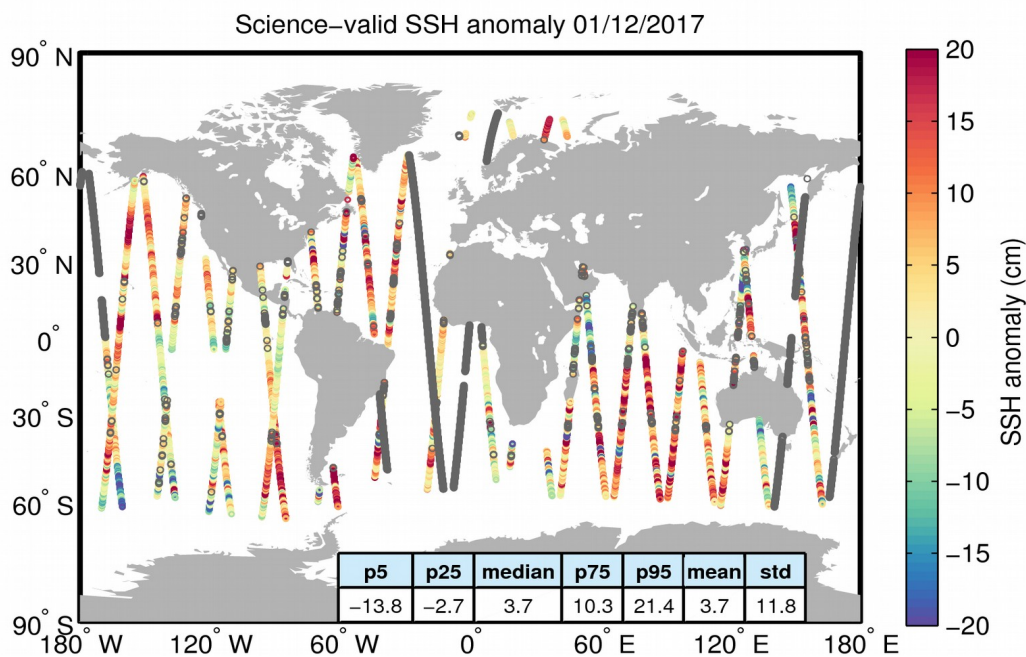 Science−valid SSH anomaly 01/12/2017
90° N
60° N
30° N
0°
30° S
60° S
90° S
180° W
120° W
60° W
0°
60° E
120° E
180° E
p5 p25 median p75 p95 mean std
−13.8 −2.7 3.7 10.3 21.4 3.7 11.8
20
15
10
5
0
−5
−10
−15
−20
SSH anomaly (cm)